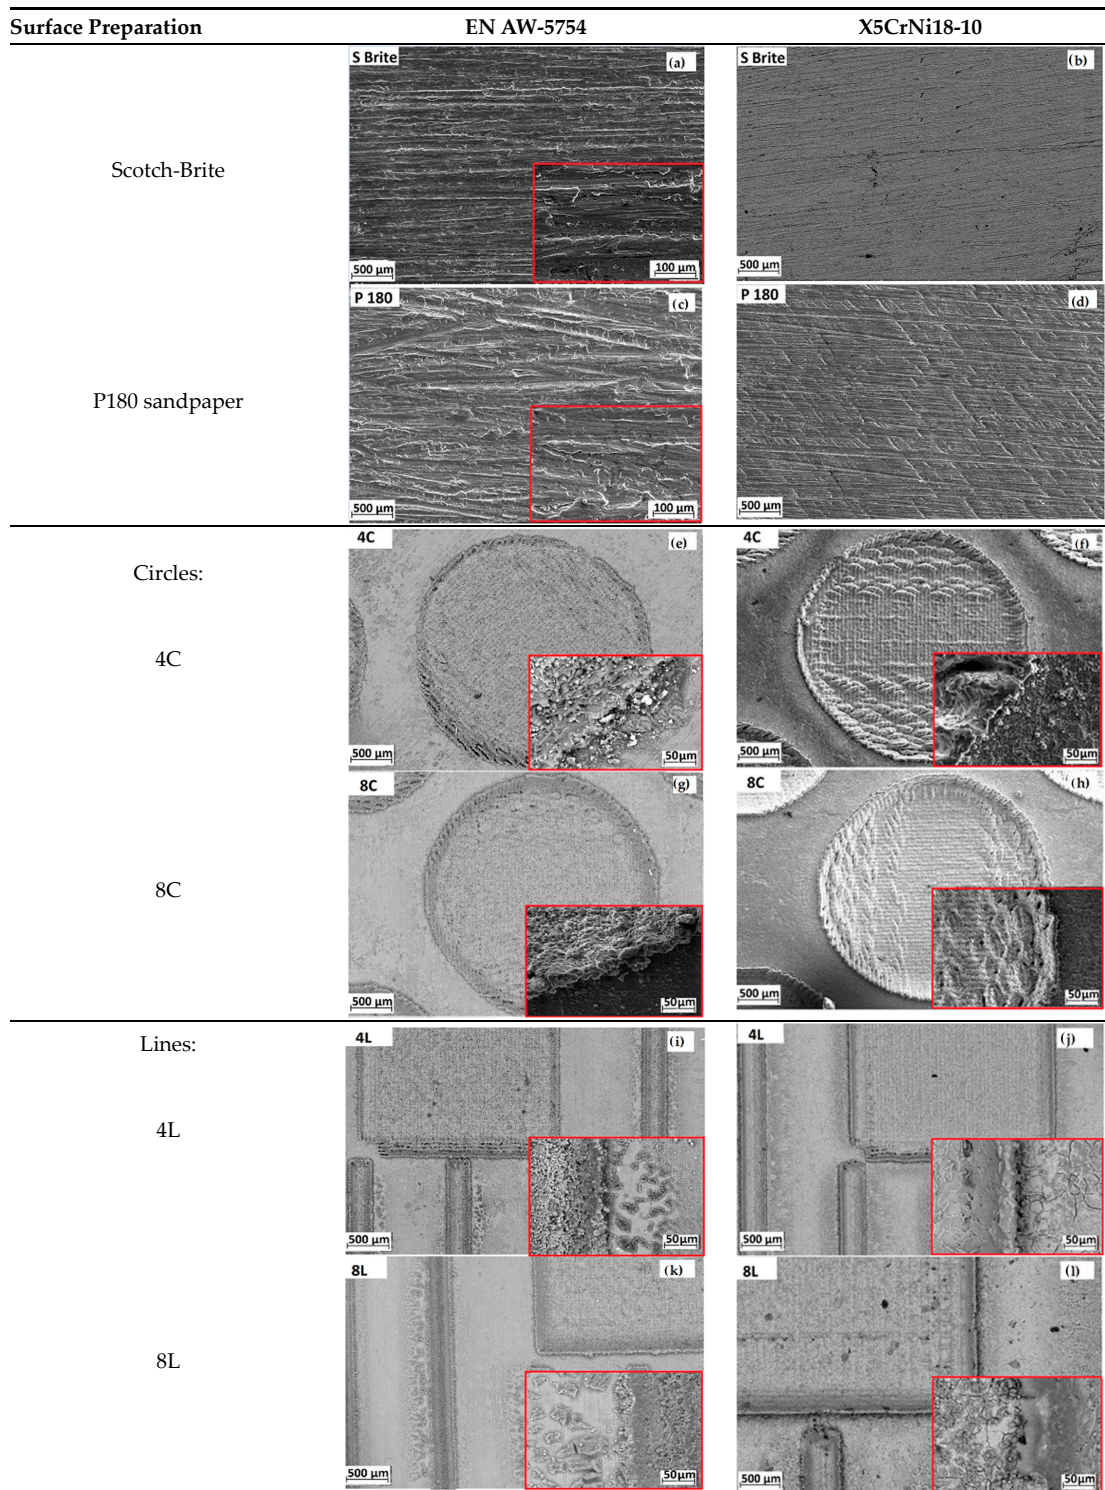 Surface Preparation EN AW-5754 X5CrNi18-10
S Brite (a) S Brite (b)
Scotch-Brite
500 µm 100 µm 500 µm
P 180 (c) P 180 (d)
P180 sandpaper
500 µm 100 µm 500 µm
4C (e) 4C (f)
Circles:
4C
500 µm 50µm 500 µm 50µm
8C (g) 8C (h)
8C
500 µm 50µm 500 µm 50µm
4L (i) 4L (j)
Lines:
4L
500 µm 50µm 500 µm 50µm
8L (k) 8L (l)
8L
500 µm 50µm 500 µm 50µm